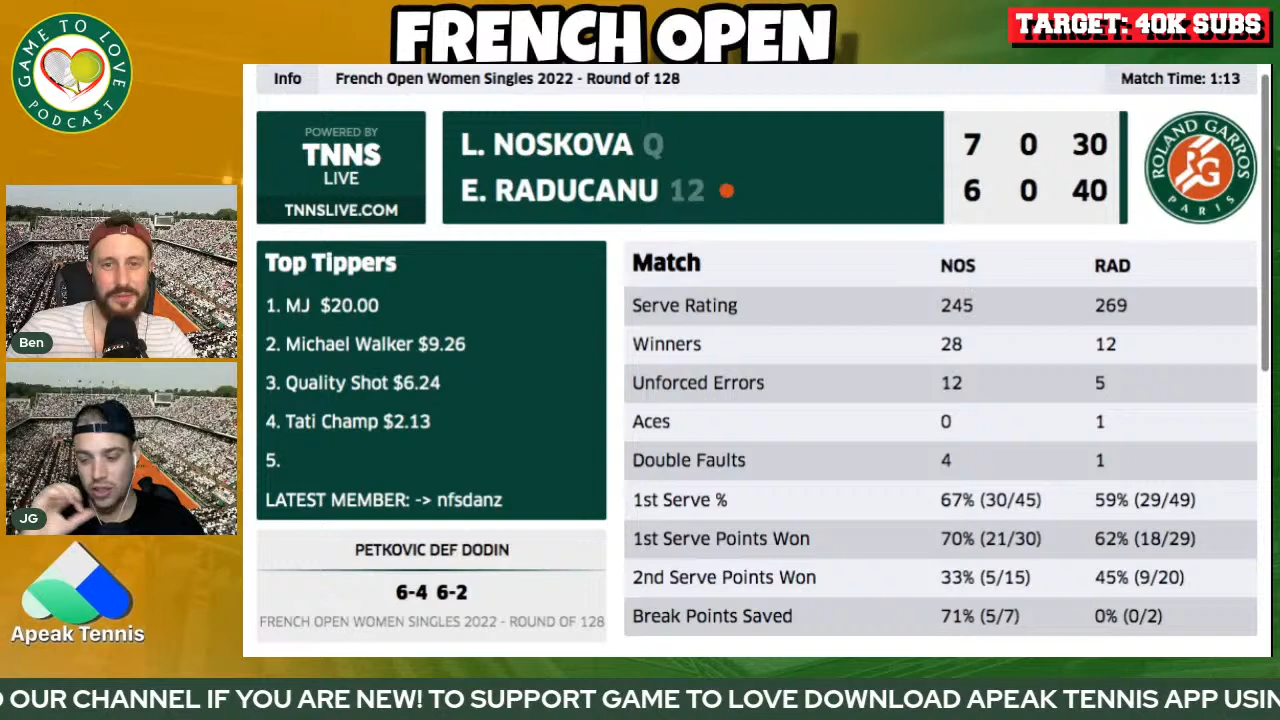 GAME TO LOVE
PODCAST
FRENCH OPEN
TARGET: 40K SUBS
Info French Open Women Singles 2022 - Round of 128 Match Time: 1:13
POWERED BY
TNNS
LIVE
TNNSLIVE.COM
L. NOSKOVA Q 7 0 30
E. RADUCANU 12 6 0 40
ROLAND GARROS
RG
PARIS
Top Tippers
1. MJ $20.00
2. Michael Walker $9.26
3. Quality Shot $6.24
4. Tati Champ $2.13
5.
LATEST MEMBER: -> nfsdanz
PETKOVIC DEF DODIN
6-4 6-2
FRENCH OPEN WOMEN SINGLES 2022 - ROUND OF 128
Match NOS RAD
Serve Rating 245 269
Winners 28 12
Unforced Errors 12 5
Aces 0 1
Double Faults 4 1
1st Serve % 67% (30/45) 59% (29/49)
1st Serve Points Won 70% (21/30) 62% (18/29)
2nd Serve Points Won 33% (5/15) 45% (9/20)
Break Points Saved 71% (5/7) 0% (0/2)
Ben
JG
Apeak Tennis
O OUR CHANNEL IF YOU ARE NEW! TO SUPPORT GAME TO LOVE DOWNLOAD APEAK TENNIS APP USIN